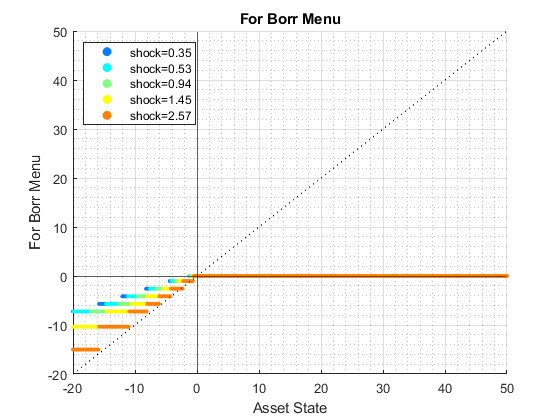 For Borr Menu
50
40
30
20
10
0
-10
-20
For Borr Menu
shock=0.35
shock=0.53
shock=0.94
shock=1.45
shock=2.57
-20
-10
0
10
20
30
40
50
Asset State